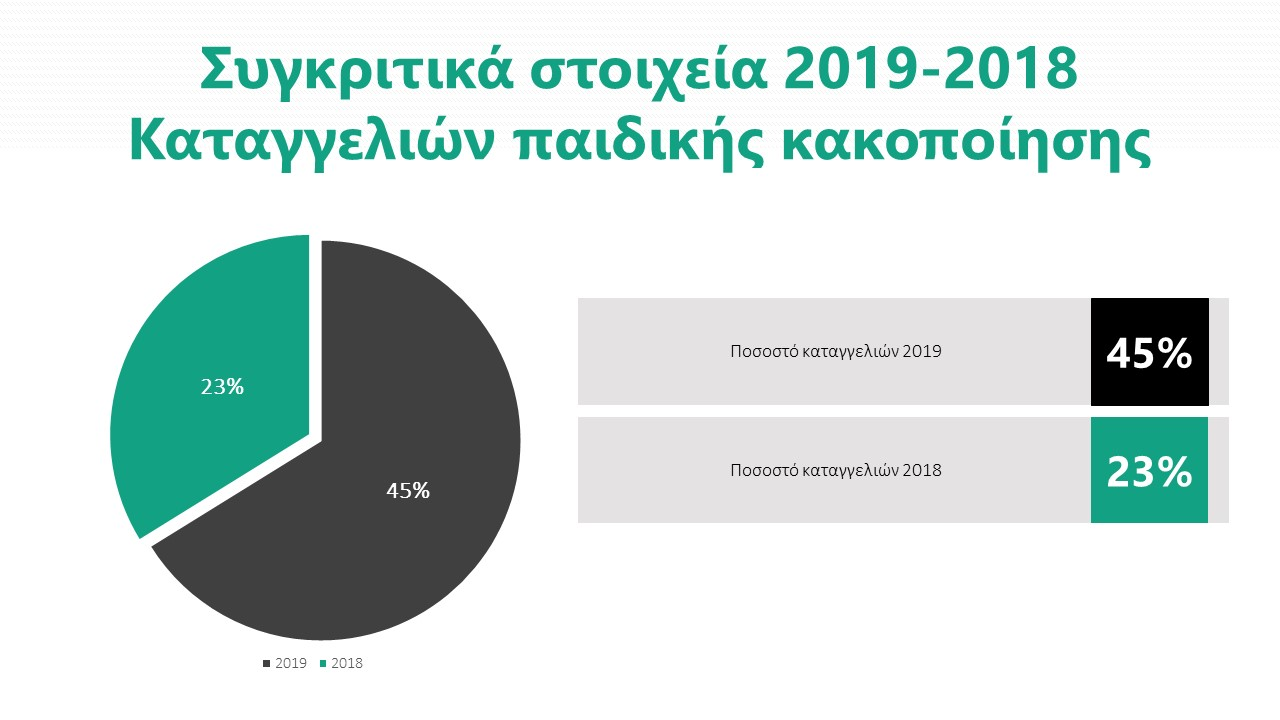 Συγκριτικά στοιχεία 2019-2018
Καταγγελιών παιδικής κακοποίησης
23%
45%
2019 2018
Ποσοστό καταγγελιών 2019
45%
Ποσοστό καταγγελιών 2018
23%